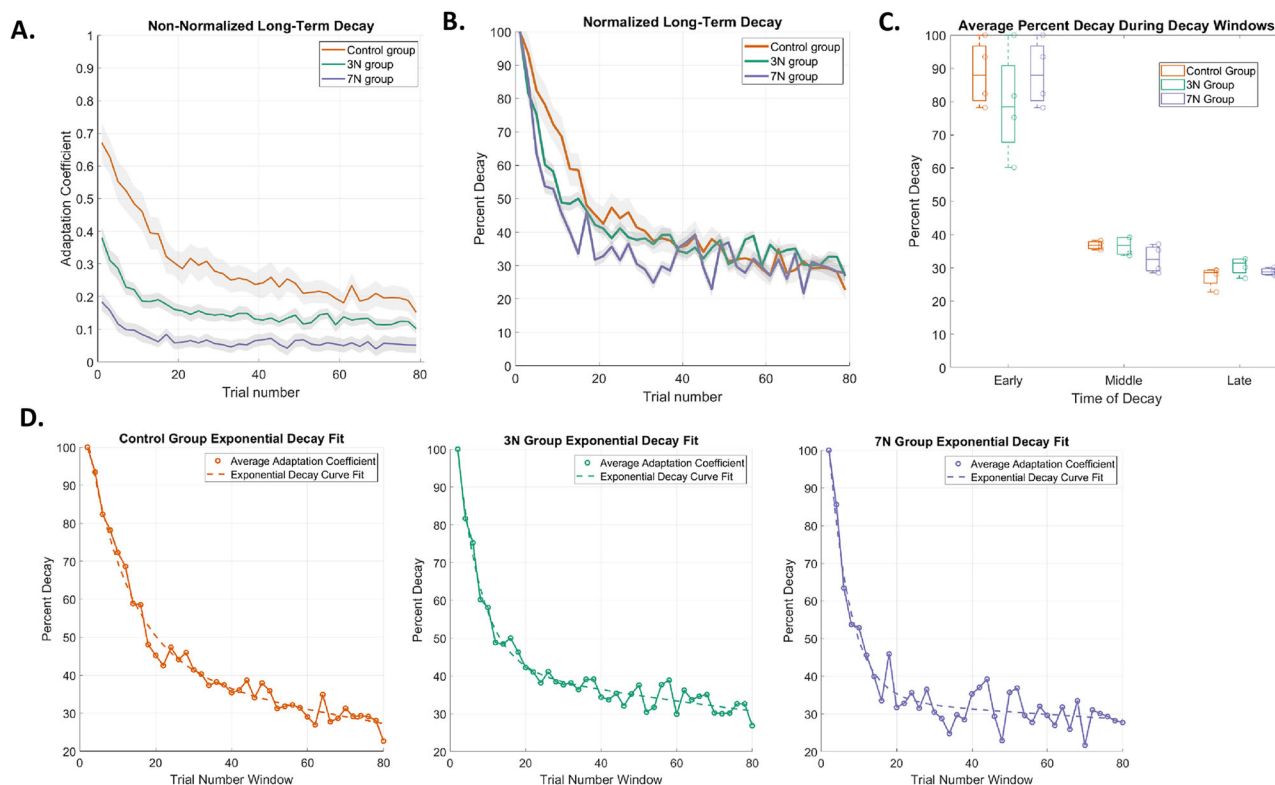 A.
Non-Normalized Long-Term Decay
Control group
3N group
7N group
Adaptation Coefficient
1
0.9
0.8
0.7
0.6
0.5
0.4
0.3
0.2
0.1
0
0 20 40 60 80
Trial number
B.
Normalized Long-Term Decay
Control group
3N group
7N group
Percent Decay
100
90
80
70
60
50
40
30
20
10
0
0 20 40 60 80
Trial number
C.
Average Percent Decay During Decay Windows
Control Group
3N Group
7N Group
Percent Decay
100
90
80
70
60
50
40
30
20
10
0
Early Middle Late
Time of Decay
D.
Control Group Exponential Decay Fit
Average Adaptation Coefficient
Exponential Decay Curve Fit
Percent Decay
100
90
80
70
60
50
40
30
20
0 20 40 60 80
Trial Number Window
3N Group Exponential Decay Fit
Average Adaptation Coefficient
Exponential Decay Curve Fit
Percent Decay
100
90
80
70
60
50
40
30
20
0 20 40 60 80
Trial Number Window
7N Group Exponential Decay Fit
Average Adaptation Coefficient
Exponential Decay Curve Fit
Percent Decay
100
90
80
70
60
50
40
30
20
0 20 40 60 80
Trial Number Window